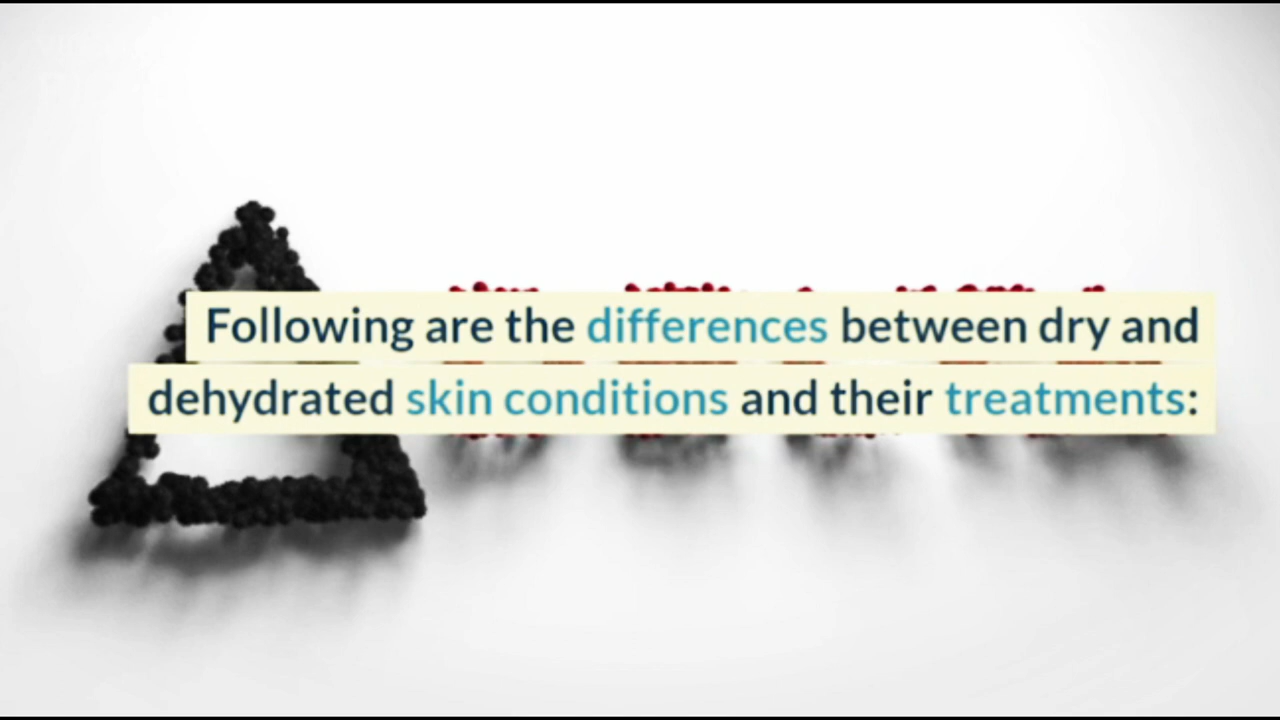 Following are the differences between dry and
dehydrated skin conditions and their treatments: